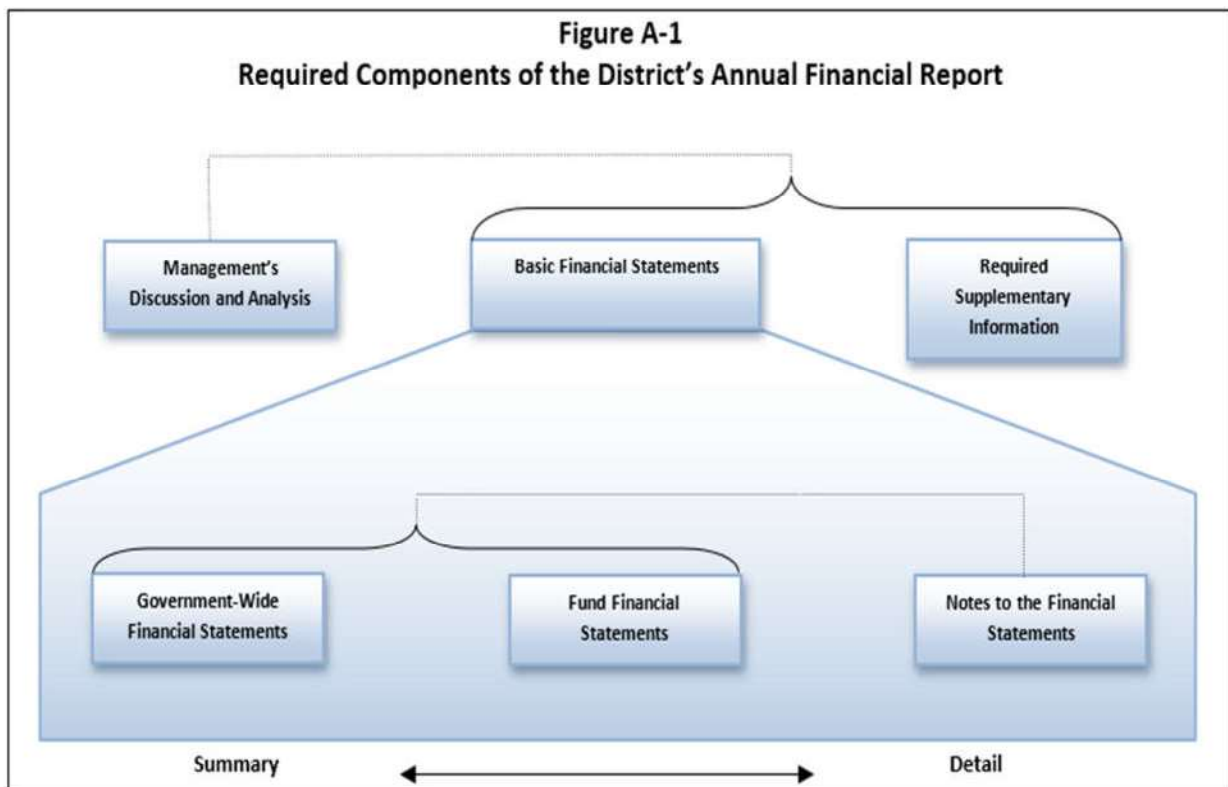 Figure A-1
Required Components of the District's Annual Financial Report
Management's
Discussion and Analysis
Basic Financial Statements
Required
Supplementary
Information
Government-Wide
Financial Statements
Fund Financial
Statements
Notes to the Financial
Statements
Summary
Detail